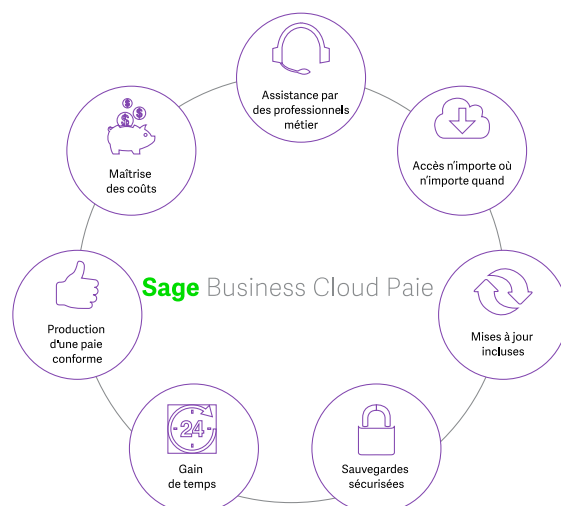 Assistance par
des professionnels
métier
Accès n'importe où
n'importe quand
Mises à jour
incluses
Sauvegardes
sécurisées
24
Gain
de temps
Production
d'une paie
conforme
$
$
$
Maîtrise
des coûts
Sage Business Cloud Paie